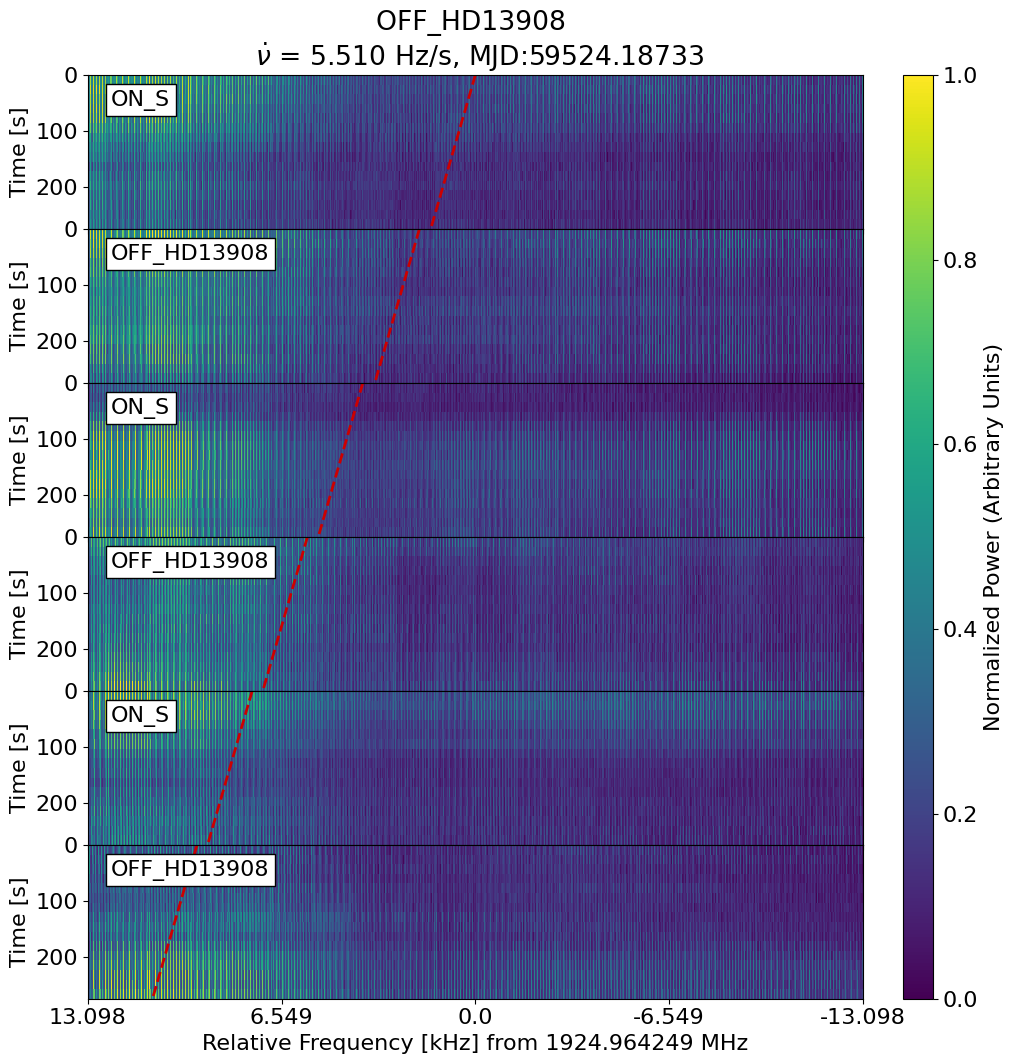 OFF_HD13908
ν̇ = 5.510 Hz/s, MJD:59524.18733
0
100
200
Time [s]
ON_S
0
100
200
Time [s]
OFF_HD13908
0
100
200
Time [s]
ON_S
0
100
200
Time [s]
OFF_HD13908
0
100
200
Time [s]
ON_S
0
100
200
Time [s]
OFF_HD13908
13.098 6.549 0.0 -6.549 -13.098
Relative Frequency [kHz] from 1924.964249 MHz
1.0
0.8
0.6
0.4
0.2
0.0
Normalized Power (Arbitrary Units)